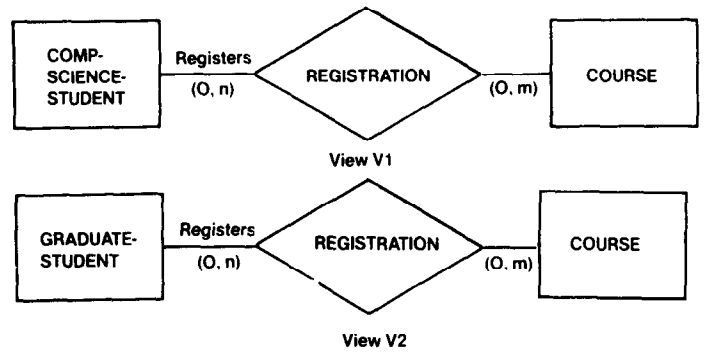 COMP-
SCIENCE-
STUDENT
Registers
(O, n)
REGISTRATION
(O, m)
COURSE
View V1
GRADUATE-
STUDENT
Registers
(O, n)
REGISTRATION
(O, m)
COURSE
View V2